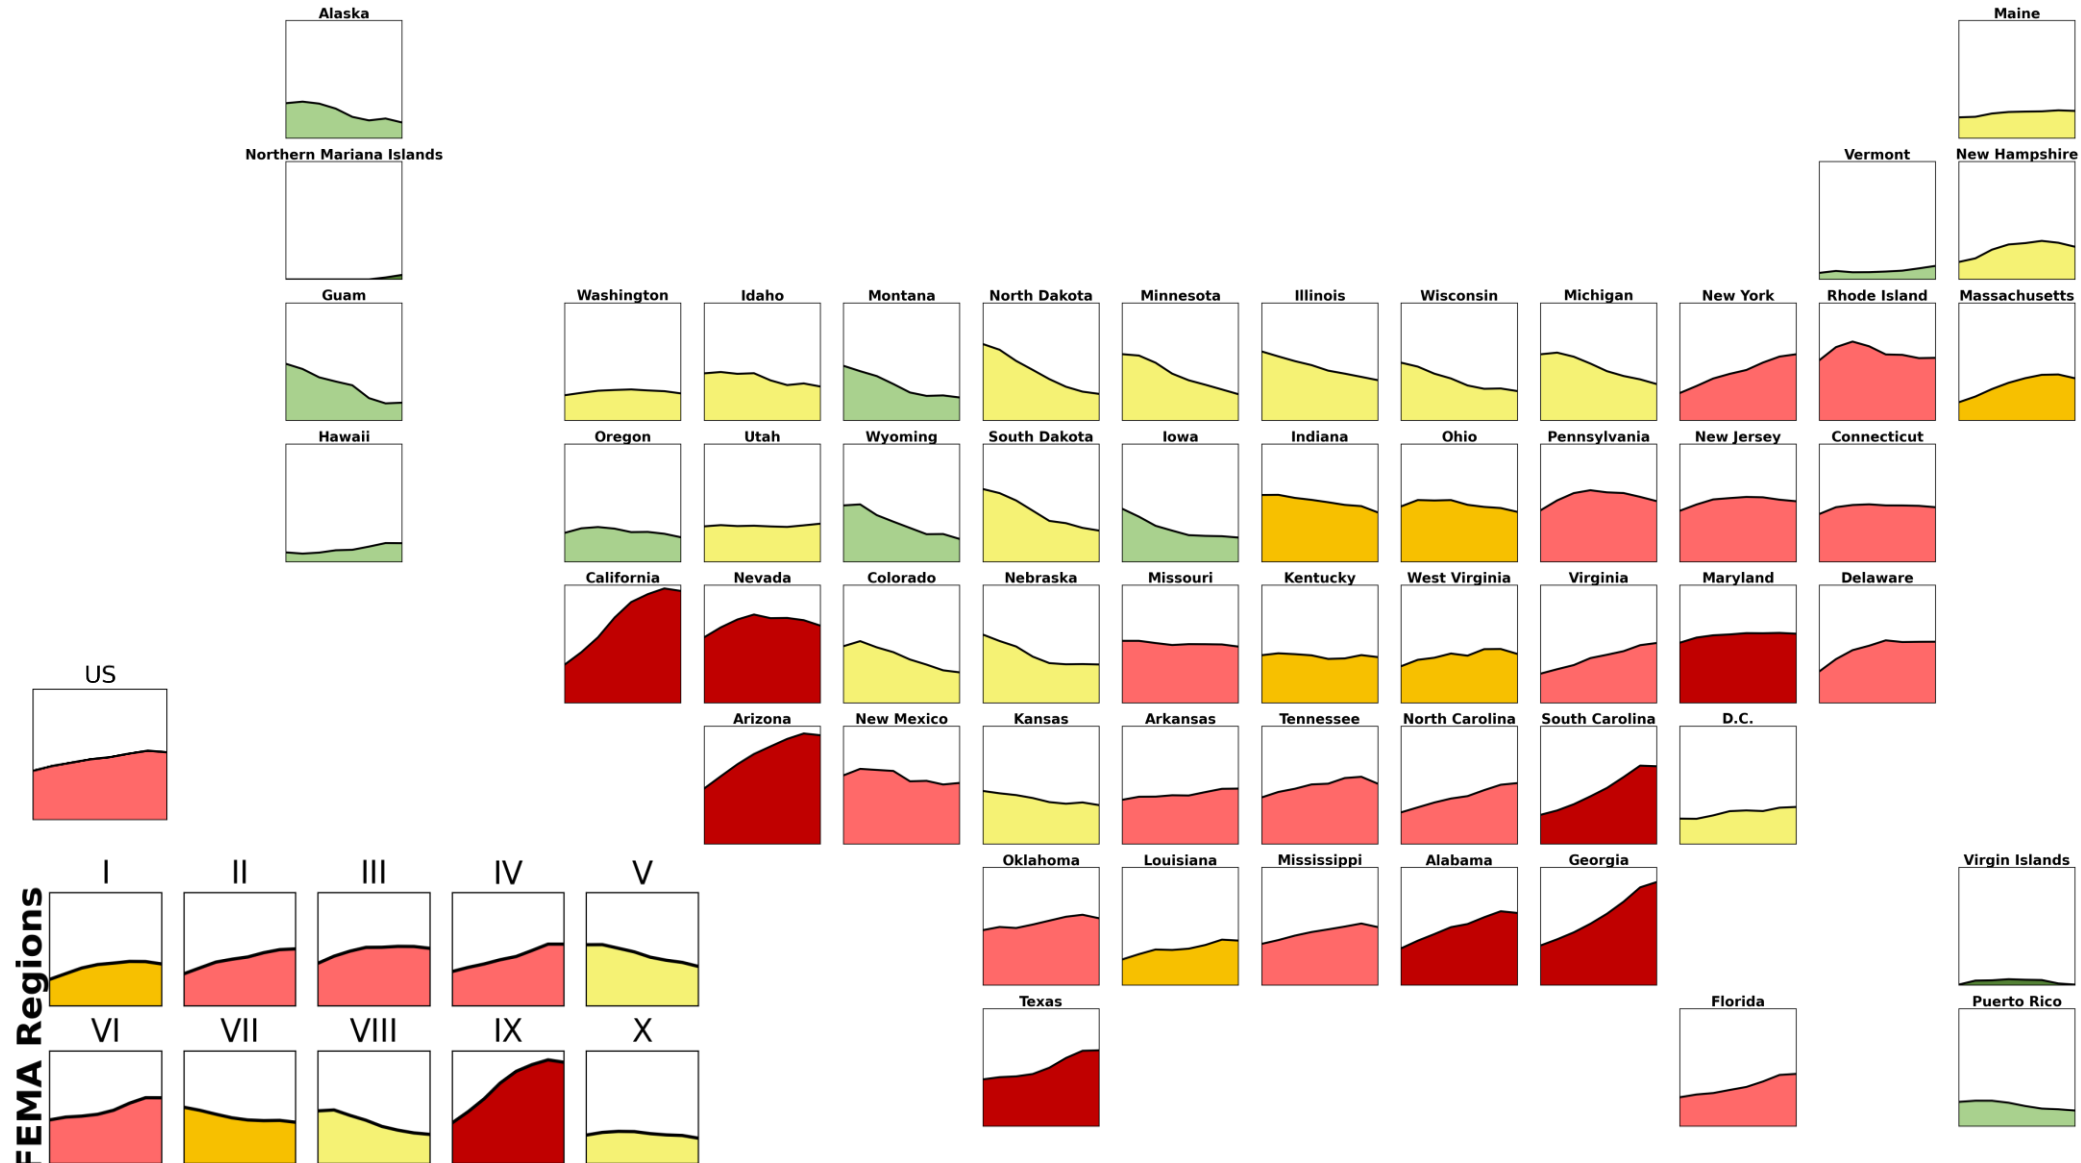 Alaska
Maine
Northern Mariana Islands
Vermont
New Hampshire
Guam
Washington
Idaho
Montana
North Dakota
Minnesota
Illinois
Wisconsin
Michigan
New York
Rhode Island
Massachusetts
Hawaii
Oregon
Utah
Wyoming
South Dakota
Iowa
Indiana
Ohio
Pennsylvania
New Jersey
Connecticut
California
Nevada
Colorado
Nebraska
Missouri
Kentucky
West Virginia
Virginia
Maryland
Delaware
US
Arizona
New Mexico
Kansas
Arkansas
Tennessee
North Carolina
South Carolina
D.C.
Oklahoma
Louisiana
Mississippi
Alabama
Georgia
Virgin Islands
Texas
Florida
Puerto Rico
FEMA Regions
I
II
III
IV
V
VI
VII
VIII
IX
X